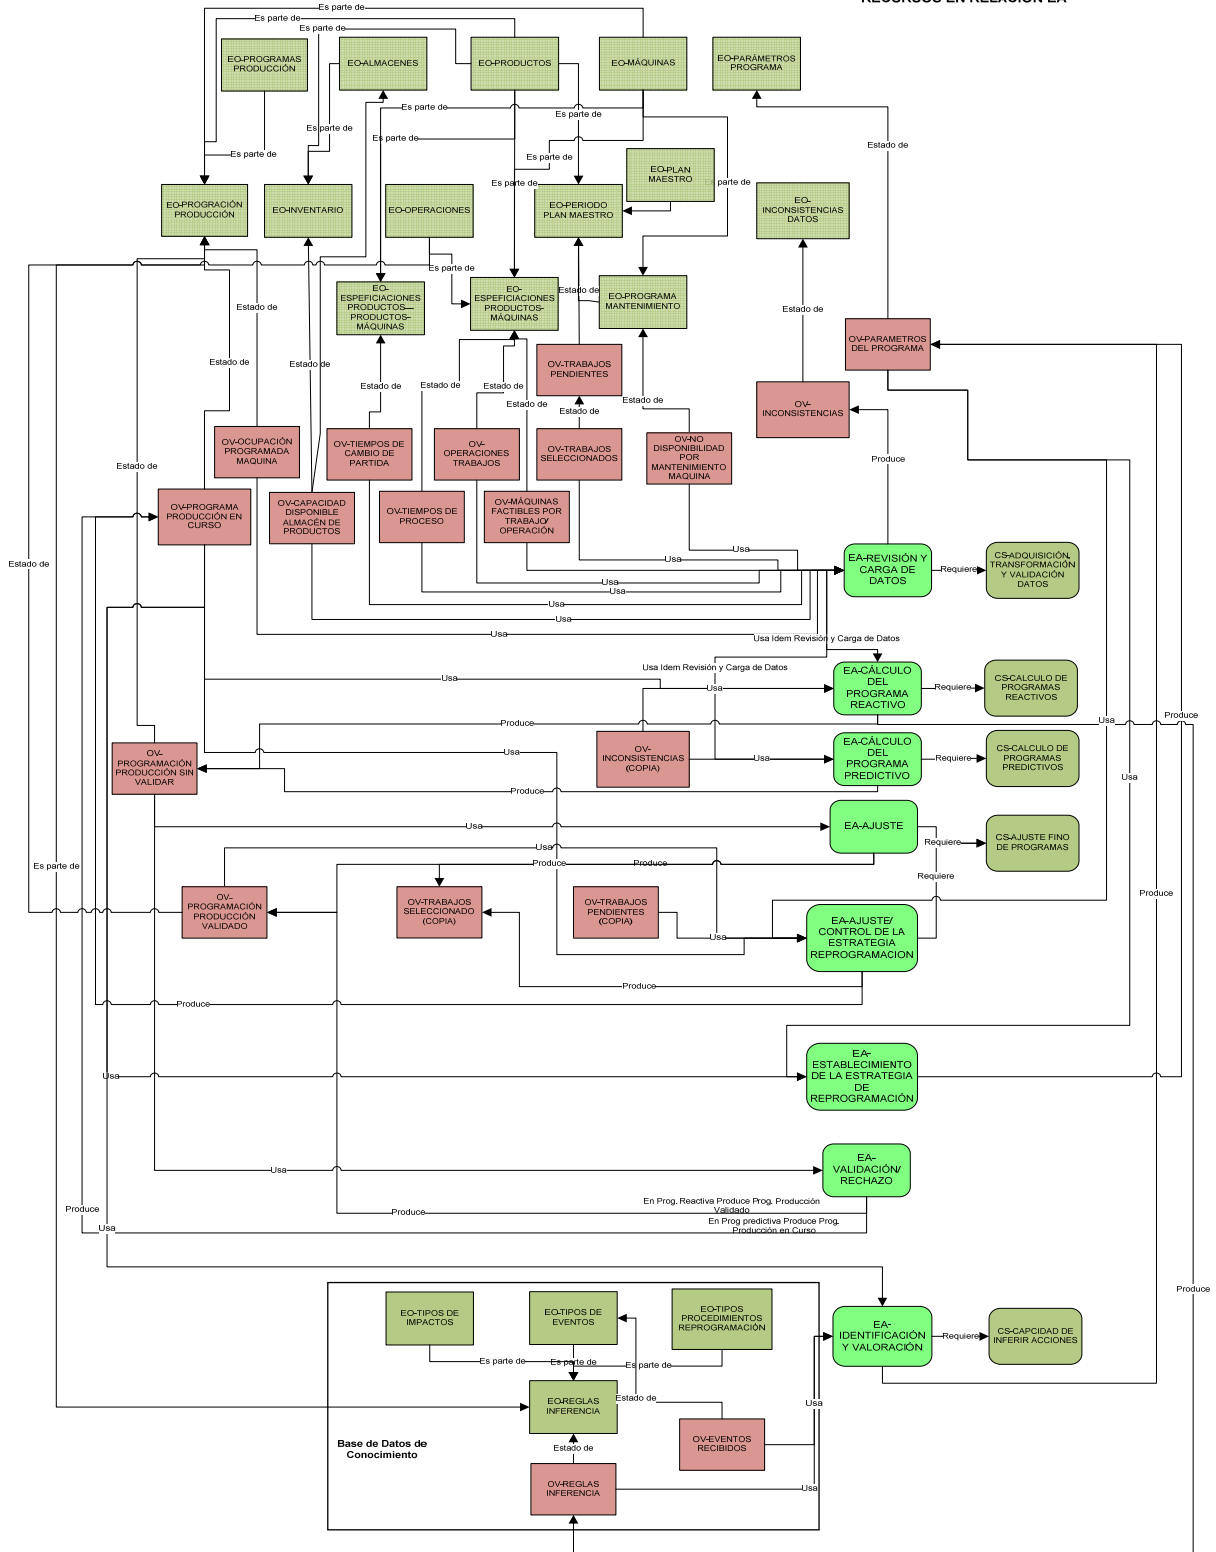 RECURSOS EN RELACIÓN EA
Es parte de
Es parte de
Es parte de
EO-PROGRAMAS
PRODUCCIÓN
EO-ALMACENES
EO-PRODUCTOS
EO-MÁQUINAS
EO-PARÁMETROS
PROGRAMA
Es parte de
Es parte de
Es parte de
Es parte de
Es parte de
Estado de
Es parte de
Es parte de
Es parte de
EO-PLAN
MAESTRO
Es parte de
EO-PROGRACIÓN
PRODUCCIÓN
EO-INVENTARIO
EO-OPERACIONES
EO-PERIODO
PLAN MAESTRO
EO-
INCONSISTENCIAS
DATOS
Es parte de
EO-
ESPEFICIACIONES
PRODUCTOS—
PRODUCTOS-
MÁQUINAS
EO-
ESPEFICIACIONES
PRODUCTOS-
MÁQUINAS
Estado de
EO-PROGRAMA
MANTENIMIENTO
Estado de
Estado de
Estado de
OV-PARAMETROS
DEL PROGRAMA
Estado de
OV-TRABAJOS
PENDIENTES
Estado de
Estado de
Estado de
Estado de
Estado de
Estado de
Estado de
OV-
INCONSISTENCIAS
OV-OCUPACIÓN
PROGRAMADA
MAQUINA
OV-TIEMPOS DE
CAMBIO DE
PARTIDA
OV-
OPERACIONES
TRABAJOS
OV-TRABAJOS
SELECCIONADOS
OV-NO
DISPONIBILIDAD
POR
MANTENIMIENTO
MAQUINA
Produce
Estado de
OV-PROGRAMA
PRODUCCIÓN EN
CURSO
OV-CAPACIDAD
DISPONIBLE
ALMACÉN DE
PRODUCTOS
OV-TIEMPOS DE
PROCESO
OV-MÁQUINAS
FACTIBLES POR
TRABAJO/
OPERACIÓN
Usa
Usa
Estado de
EA-REVISIÓN Y
CARGA DE
DATOS
Requiere
CS-ADQUISICIÓN,
TRANSFORMACIÓN
Y VALIDACIÓN
DATOS
Usa
Usa
Usa
Usa
Usa
Usa Idem Revisión y Carga de Datos
Usa Idem Revisión y Carga de Datos
Usa
Usa
EA-CÁLCULO
DEL
PROGRAMA
REACTIVO
Requiere
CS-CALCULO DE
PROGRAMAS
REACTIVOS
Produce
Produce
Usa
OV-
PROGRAMACIÓN
PRODUCCIÓN SIN
VALIDAR
Usa
OV-
INCONSISTENCIAS
(COPIA)
Usa
EA-CÁLCULO
DEL
PROGRAMA
PREDICTIVO
Requiere
CS-CALCULO DE
PROGRAMAS
PREDICTIVOS
Usa
Produce
Usa
EA-AJUSTE
Requiere
CS-AJUSTE FINO
DE PROGRAMAS
Usa
Es parte de
Produce
Produce
Requiere
Produce
OV-
PROGRAMACIÓN
PRODUCCIÓN
VALIDADO
OV-TRABAJOS
SELECCIONADO
(COPIA)
OV-TRABAJOS
PENDIENTES
(COPIA)
Usa
EA-AJUSTE/
CONTROL DE LA
ESTRATEGIA
REPROGRAMACION
Produce
Produce
Usa
EA-
ESTABLECIMIENTO
DE LA ESTRATEGIA
DE
REPROGRAMACIÓN
Usa
EA-
VALIDACIÓN/
RECHAZO
En Prog. Reactiva Produce Prog. Producción
Validado
Produce
Produce
En Prog predictiva Produce Prog.
Producción en Curso
Usa
Produce
EO-TIPOS DE
IMPACTOS
EO-TIPOS DE
EVENTOS
EO-TIPOS
PROCEDIMIENTOS
REPROGRAMACIÓN
EA-
IDENTIFICACIÓN
Y VALORACIÓN
Requiere
CS-CAPCIDAD DE
INFERIR ACCIONES
Es parte de
Es parte de
Es parte de
EO-REGLAS
INFERENCIA
Estado de
Usa
Base de Datos de
Conocimiento
Estado de
OV-EVENTOS
RECIBIDOS
OV-REGLAS
INFERENCIA
Usa